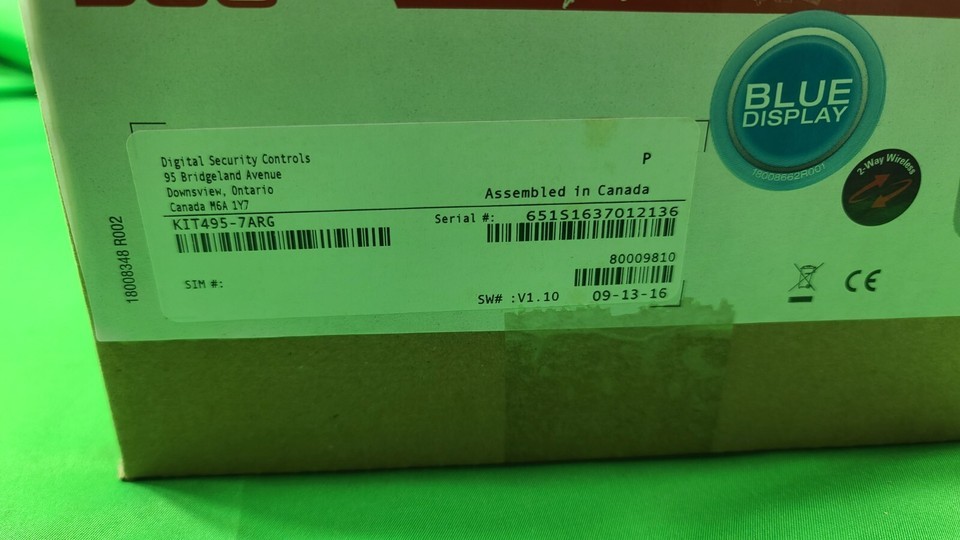 Digital Security Controls
95 Bridgeland Avenue
Downsview, Ontario
Canada M6A 1Y7
P
Assembled in Canada
KIT495-7ARG
Serial #: 651S1637012136
80009810
SIM #:
SW# :V1.10 09-13-16
18008348 R002
BLUE
DISPLAY
18008662R001
2-Way Wireless
CE